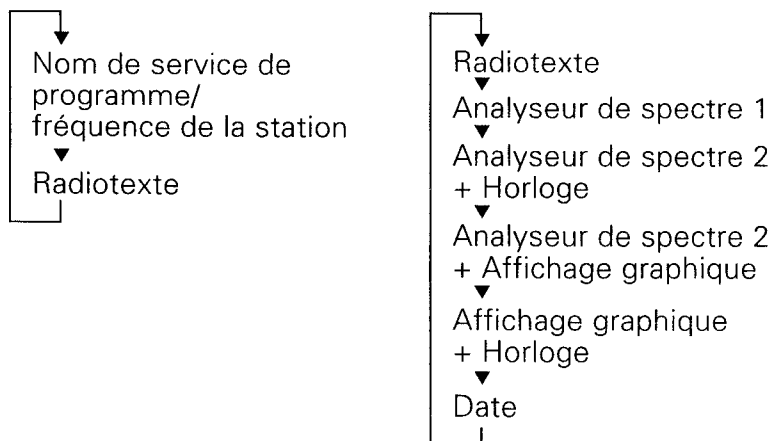 Nom de service de
programme/
fréquence de la station
Radiotexte
Radiotexte
Analyseur de spectre 1
Analyseur de spectre 2
+ Horloge
Analyseur de spectre 2
+ Affichage graphique
Affichage graphique
+ Horloge
Date